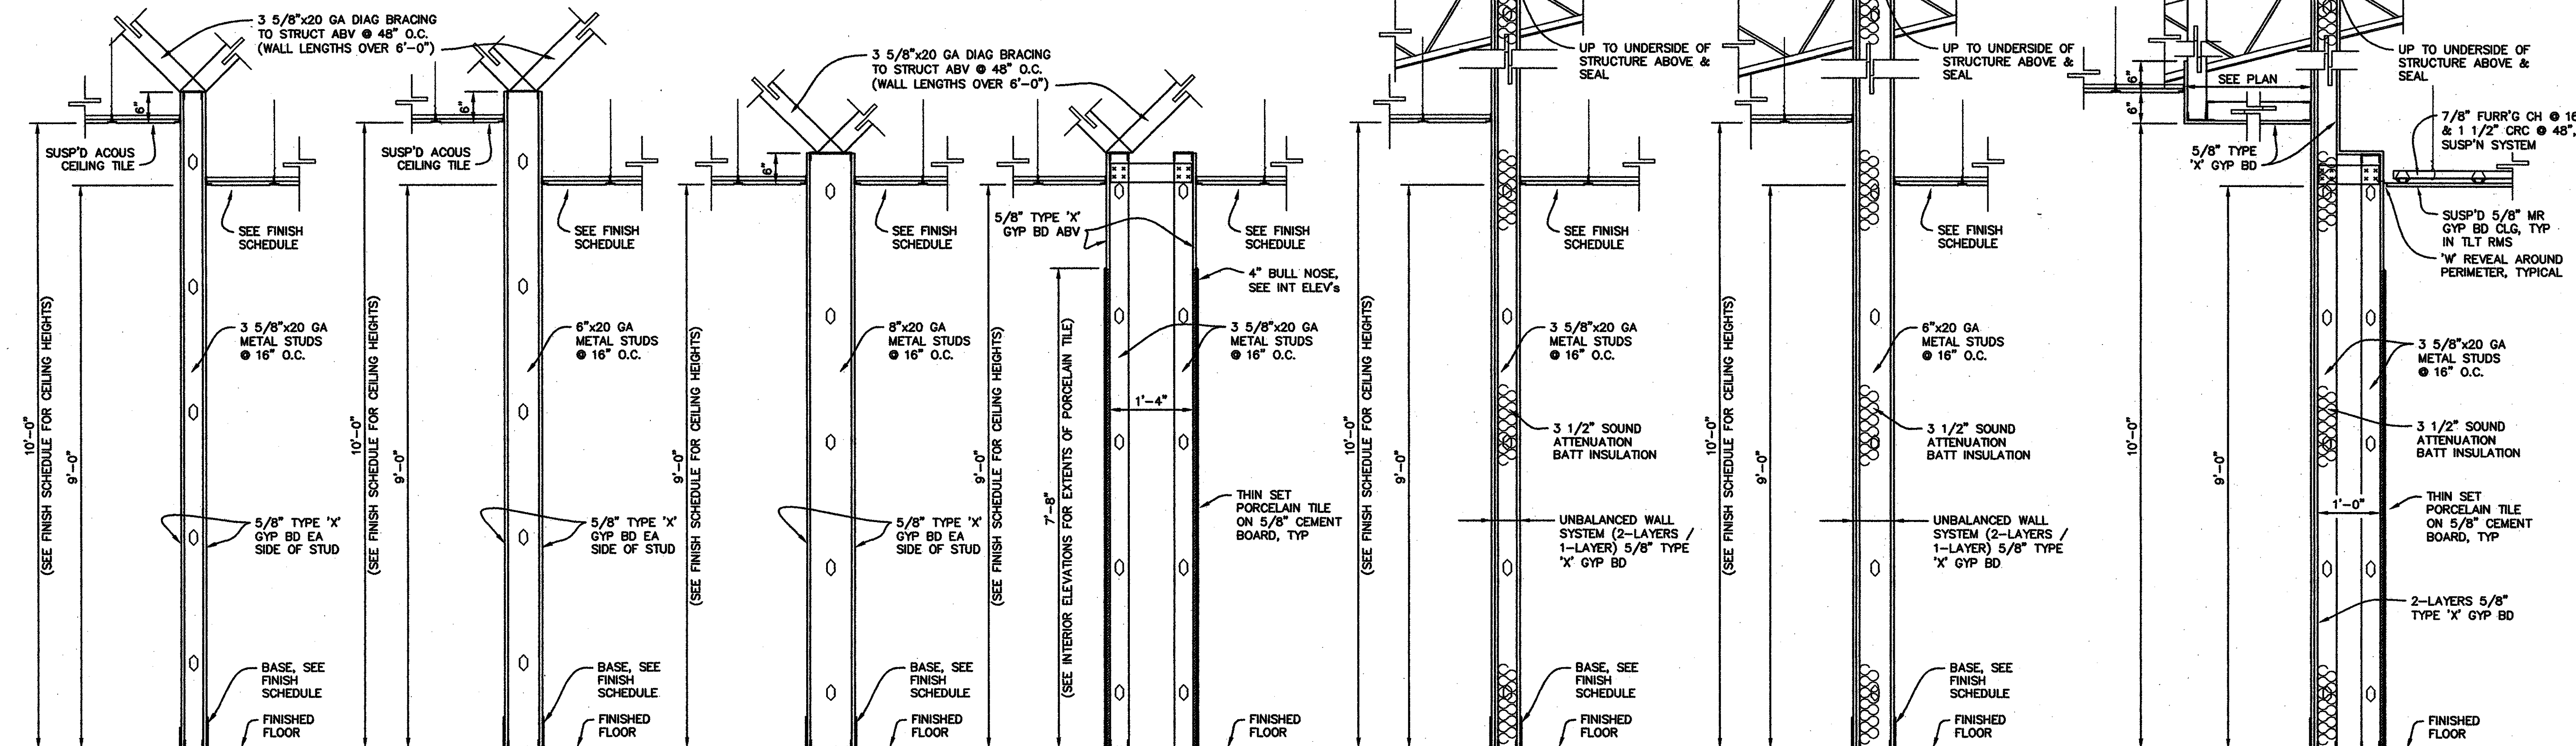 3 5/8"x20 GA DIAG BRACING
TO STRUCT ABV @ 48" O.C.
(WALL LENGTHS OVER 6'-0")
6"
SUSP'D ACOUS
CEILING TILE
SEE FINISH
SCHEDULE
3 5/8"x20 GA
METAL STUDS
@ 16" O.C.
10'-0"
(SEE FINISH SCHEDULE FOR CEILING HEIGHTS)
9'-0"
5/8" TYPE 'X'
GYP BD EA
SIDE OF STUD
BASE, SEE
FINISH
SCHEDULE
FINISHED
FLOOR
6"
SUSP'D ACOUS
CEILING TILE
SEE FINISH
SCHEDULE
6"x20 GA
METAL STUDS
@ 16" O.C.
10'-0"
(SEE FINISH SCHEDULE FOR CEILING HEIGHTS)
9'-0"
5/8" TYPE 'X'
GYP BD EA
SIDE OF STUD
BASE, SEE
FINISH
SCHEDULE
FINISHED
FLOOR
3 5/8"x20 GA DIAG BRACING
TO STRUCT ABV @ 48" O.C.
(WALL LENGTHS OVER 6'-0")
6"
SEE FINISH
SCHEDULE
8"x20 GA
METAL STUDS
@ 16" O.C.
9'-0"
(SEE FINISH SCHEDULE FOR CEILING HEIGHTS)
5/8" TYPE 'X'
GYP BD EA
SIDE OF STUD
BASE, SEE
FINISH
SCHEDULE
FINISHED
FLOOR
5/8" TYPE 'X'
GYP BD ABV
SEE FINISH
SCHEDULE
4" BULL NOSE,
SEE INT ELEV's
3 5/8"x20 GA
METAL STUDS
@ 16" O.C.
1'-4"
9'-0"
(SEE FINISH SCHEDULE FOR CEILING HEIGHTS)
7'-8"
(SEE INTERIOR ELEVATIONS FOR EXTENTS OF PORCELAIN TILE)
THIN SET
PORCELAIN TILE
ON 5/8" CEMENT
BOARD, TYP
FINISHED
FLOOR
UP TO UNDERSIDE OF
STRUCTURE ABOVE &
SEAL
SEE FINISH
SCHEDULE
3 5/8"x20 GA
METAL STUDS
@ 16" O.C.
10'-0"
(SEE FINISH SCHEDULE FOR CEILING HEIGHTS)
9'-0"
3 1/2" SOUND
ATTENUATION
BATT INSULATION
UNBALANCED WALL
SYSTEM (2-LAYERS /
1-LAYER) 5/8" TYPE
'X' GYP BD
BASE, SEE
FINISH
SCHEDULE
FINISHED
FLOOR
UP TO UNDERSIDE OF
STRUCTURE ABOVE &
SEAL
SEE FINISH
SCHEDULE
6"x20 GA
METAL STUDS
@ 16" O.C.
10'-0"
(SEE FINISH SCHEDULE FOR CEILING HEIGHTS)
9'-0"
3 1/2" SOUND
ATTENUATION
BATT INSULATION
UNBALANCED WALL
SYSTEM (2-LAYERS /
1-LAYER) 5/8" TYPE
'X' GYP BD
BASE, SEE
FINISH
SCHEDULE
FINISHED
FLOOR
UP TO UNDERSIDE OF
STRUCTURE ABOVE &
SEAL
6"
6"
SEE PLAN
5/8" TYPE
'X' GYP BD
7/8" FURR'G CH @ 16
& 1 1/2" CRC @ 48",
SUSP'N SYSTEM
SUSP'D 5/8" MR
GYP BD CLG, TYP
IN TLT RMS
'W' REVEAL AROUND
PERIMETER, TYPICAL
3 5/8"x20 GA
METAL STUDS
@ 16" O.C.
10'-0"
9'-0"
3 1/2" SOUND
ATTENUATION
BATT INSULATION
1'-0"
THIN SET
PORCELAIN TILE
ON 5/8" CEMENT
BOARD, TYP
2-LAYERS 5/8"
TYPE 'X' GYP BD
FINISHED
FLOOR